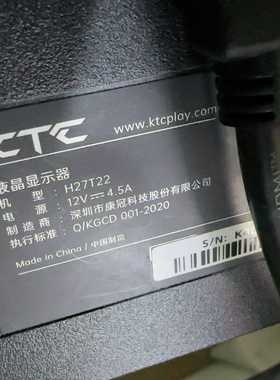 KTC
www.ktcplay.com
液晶显示器
机 型: H27T22
电 源: 12V⎓4.5A
制造商: 深圳市康冠科技股份有限公司
执行标准: Q/KGCD 001-2020
Made in China / 中国制造
S/N: